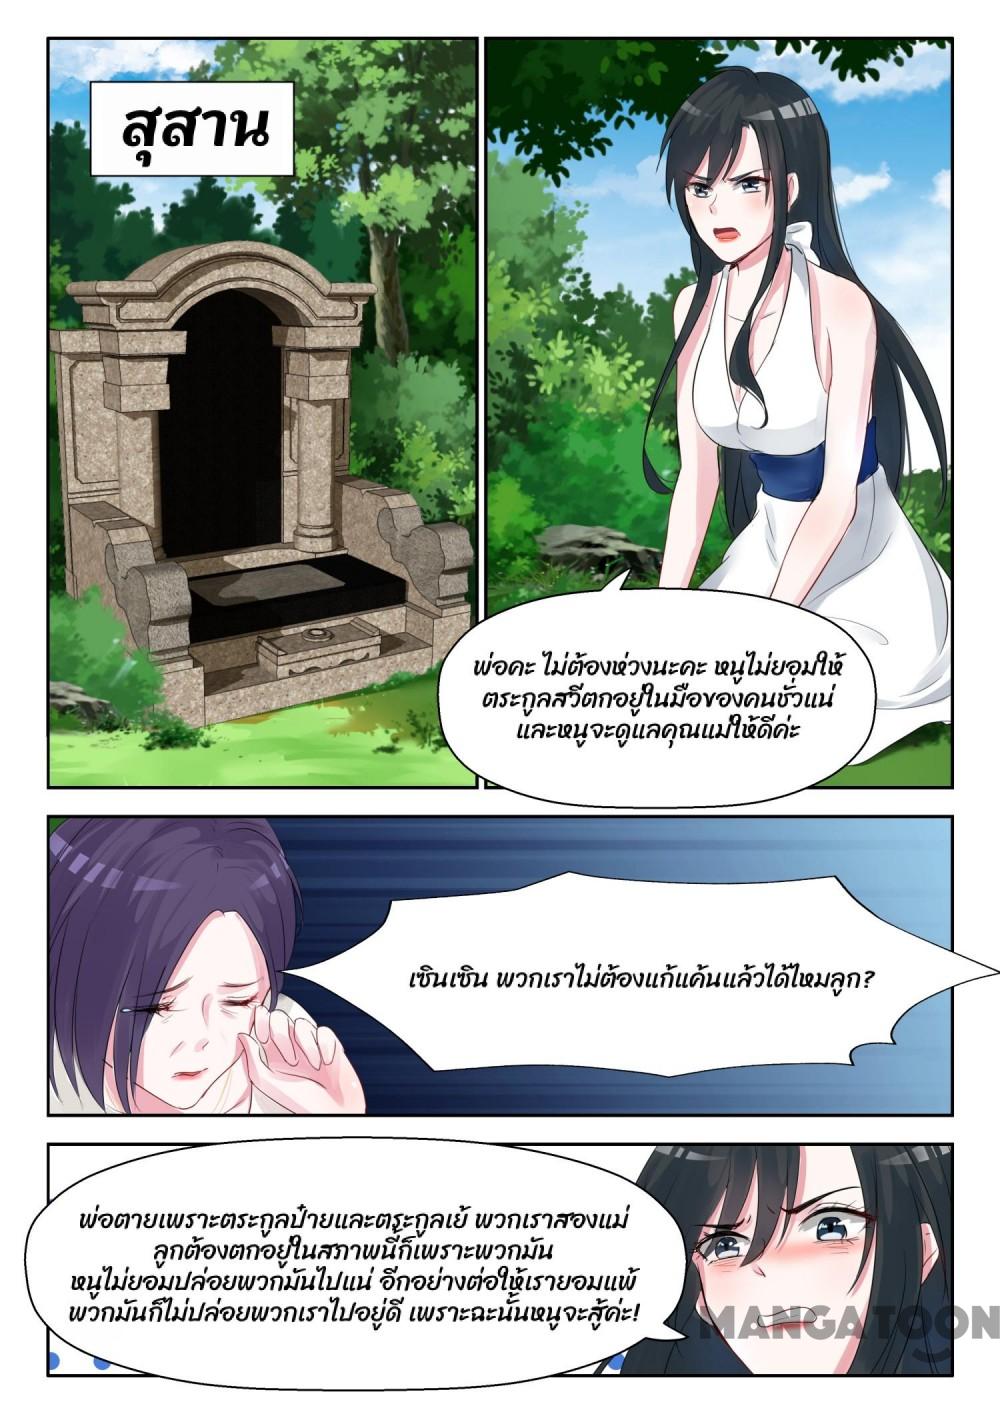 สุสาน
พ่อคะ ไม่ต้องห่วงนะคะ หนูไม่ยอมให้
ตระกูลสวีตกอยู่ในมือของคนชั่วแน่
และหนูจะดูแลคุณแม่ให้ดีค่ะ
เซินเซิน พวกเราไม่ต้องแก้แค้นแล้วได้ไหมลูก?
พ่อตายเพราะตระกูลป๋ายและตระกูลเย้ พวกเราสองแม่
ลูกต้องตกอยู่ในสภาพนี้ก็เพราะพวกมัน
หนูไม่ยอมปล่อยพวกมันไปแน่ อีกอย่างต่อให้เรายอมแพ้
พวกมันก็ไม่ปล่อยพวกเราไปอยู่ดี เพราะฉะนั้นหนูจะสู้ค่ะ!
MANGATOON